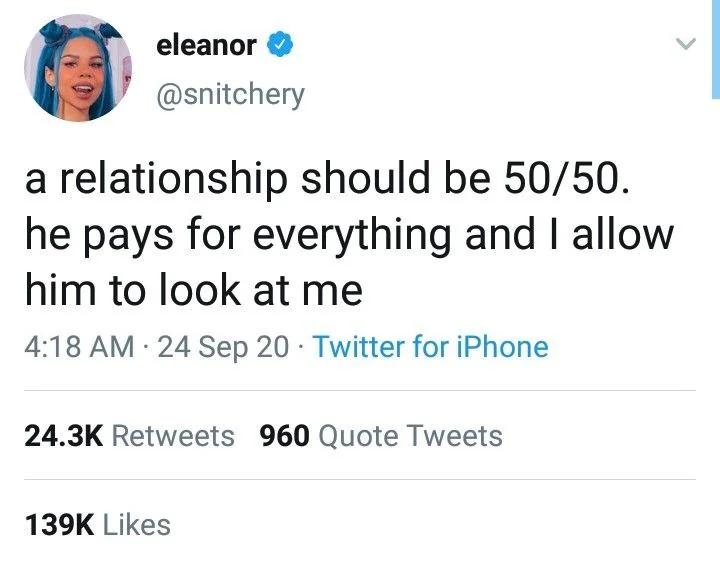 eleanor
@snitchery
a relationship should be 50/50.
he pays for everything and I allow
him to look at me
4:18 AM · 24 Sep 20 · Twitter for iPhone
24.3K Retweets 960 Quote Tweets
139K Likes